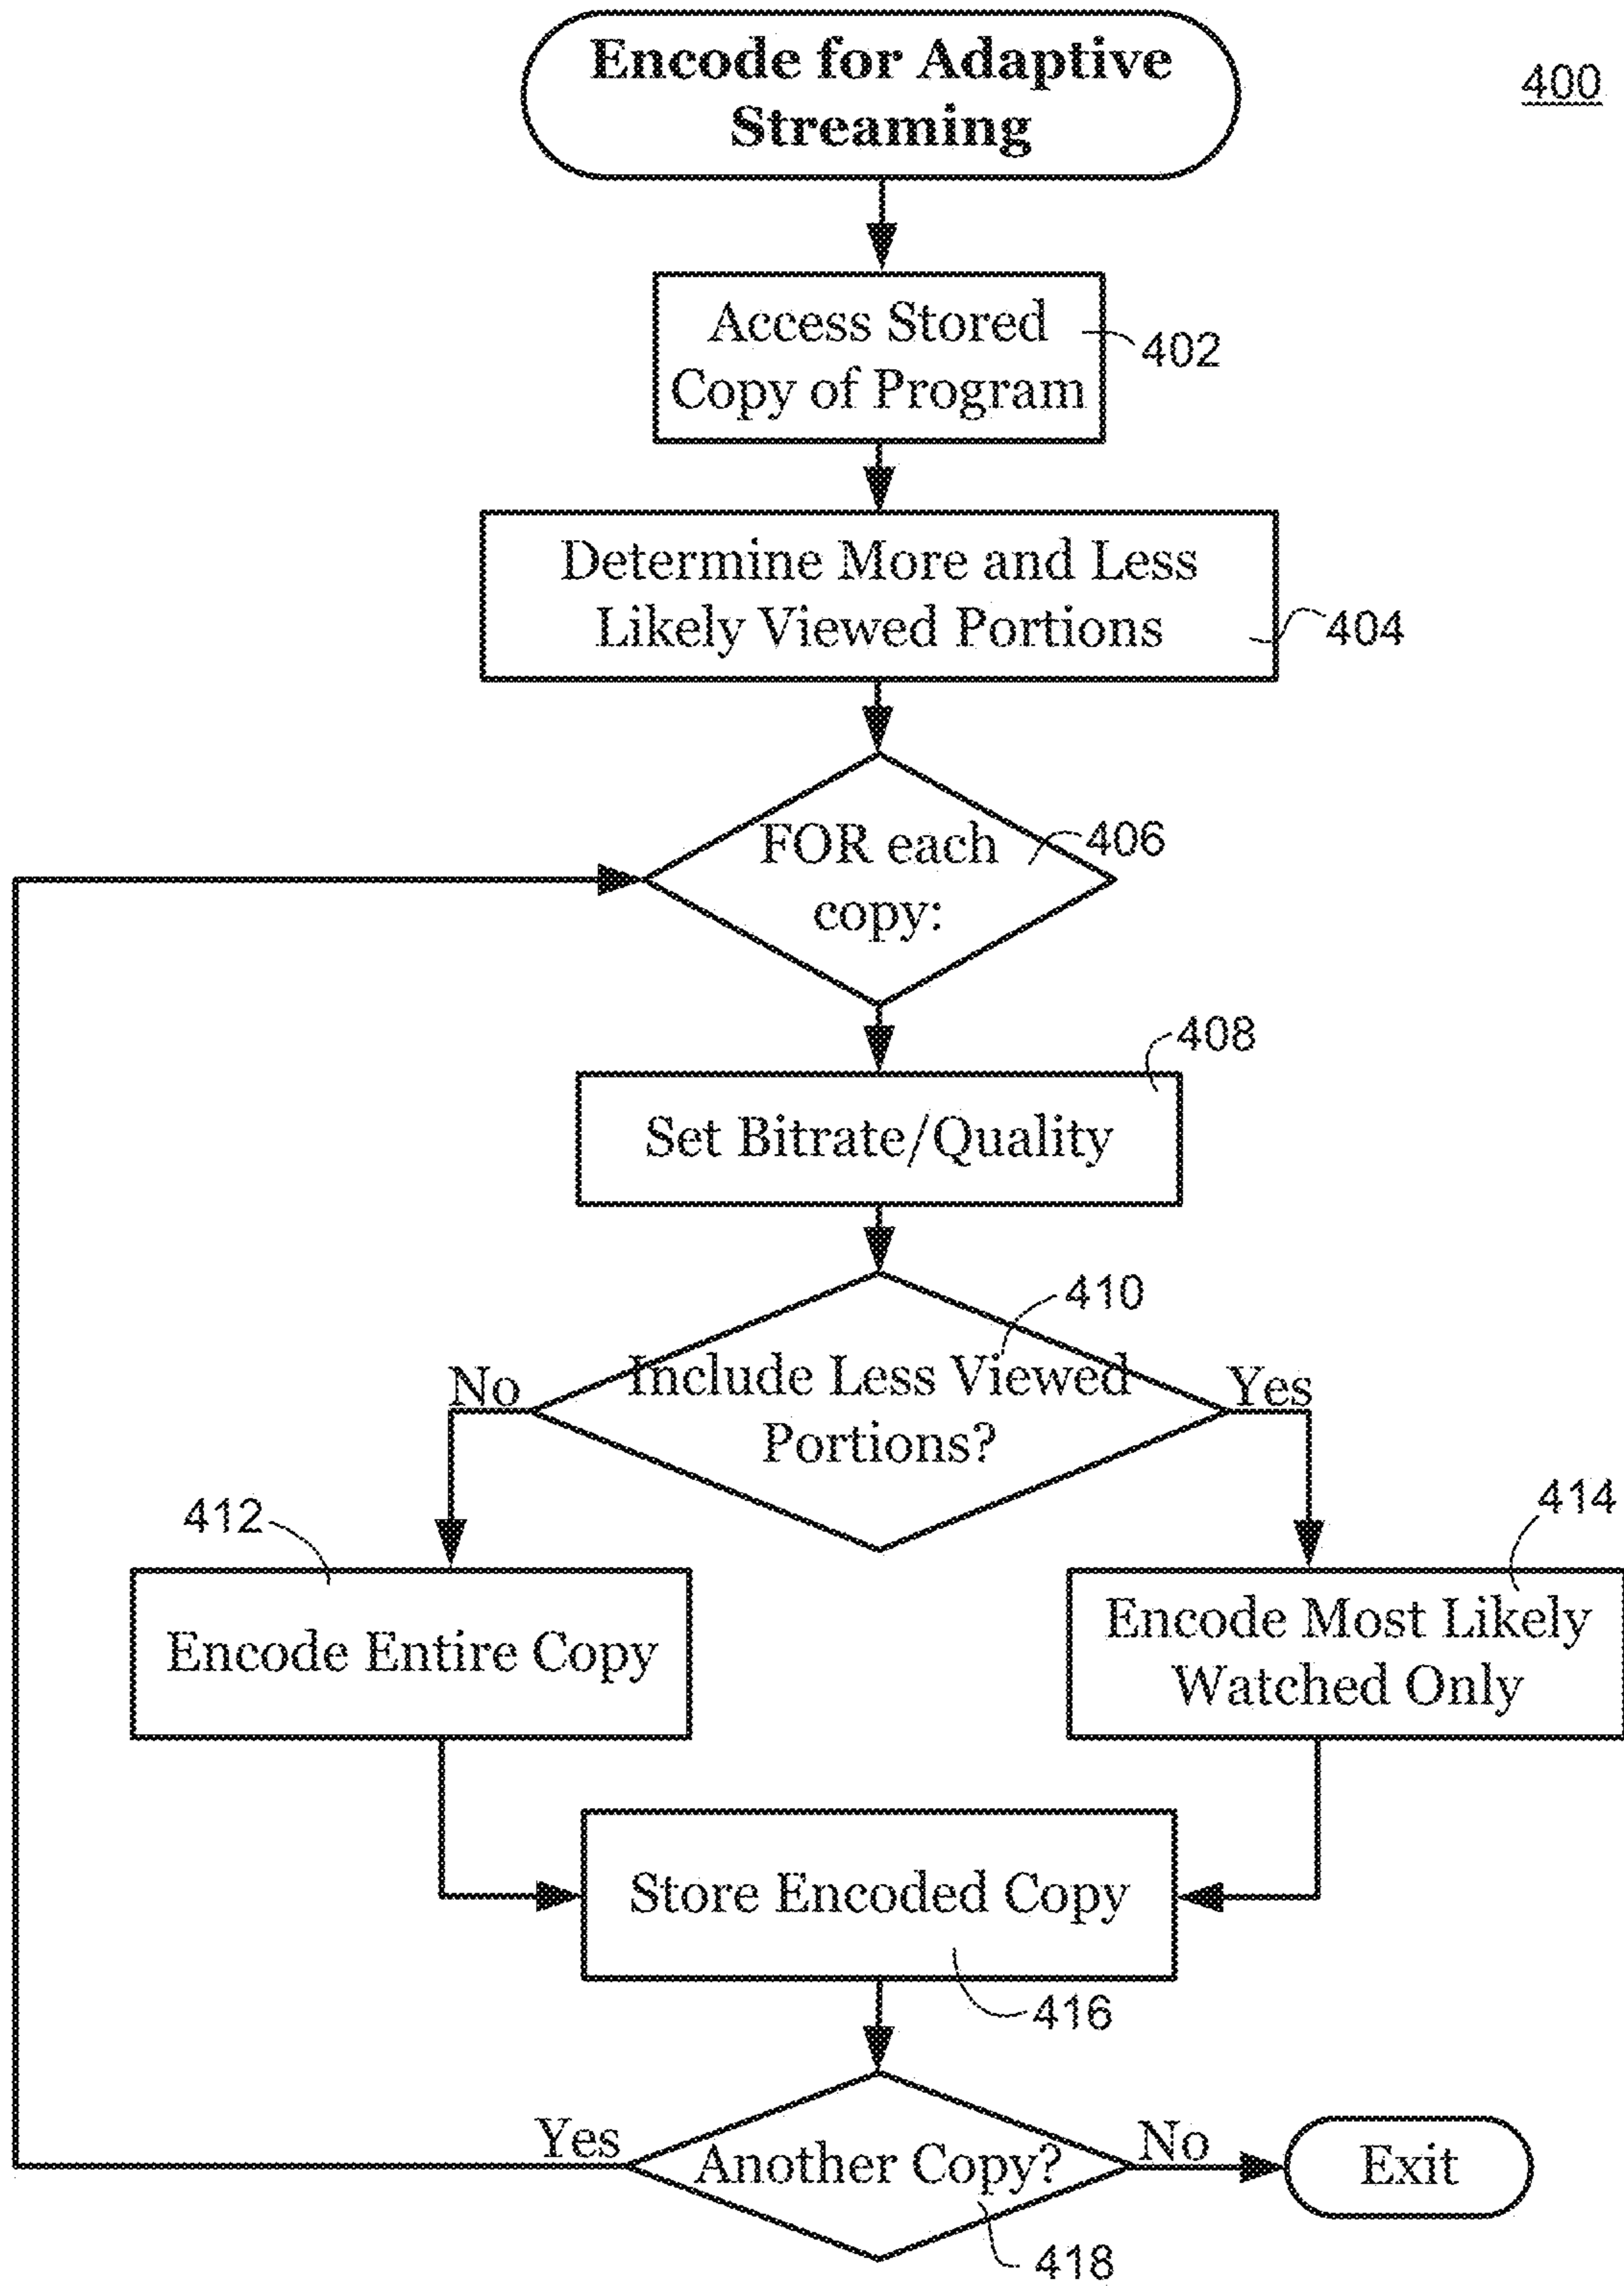 Encode for Adaptive
Streaming
400
Access Stored
Copy of Program
402
Determine More and Less
Likely Viewed Portions
404
FOR each
copy:
406
408
Set Bitrate/Quality
410
No
Include Less Viewed
Portions?
Yes
412
414
Encode Entire Copy
Encode Most Likely
Watched Only
Store Encoded Copy
416
Yes
Another Copy?
No
Exit
418